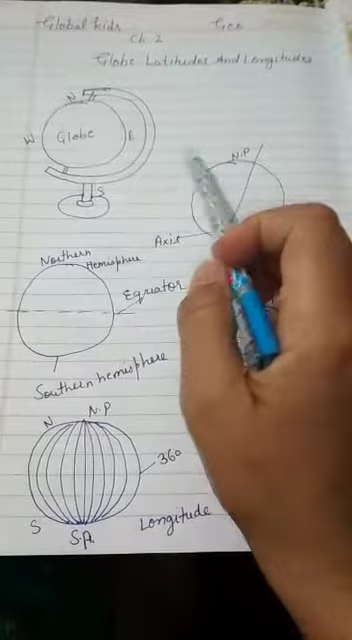 Global kids Geo
Ch 2
Globe Latitudes And Longitudes
N
W Globe E
S
N.P
Axis
Northern
Hemisphere
Equator
Southern hemisphere
N N.P
360
S S.P.
Longitude